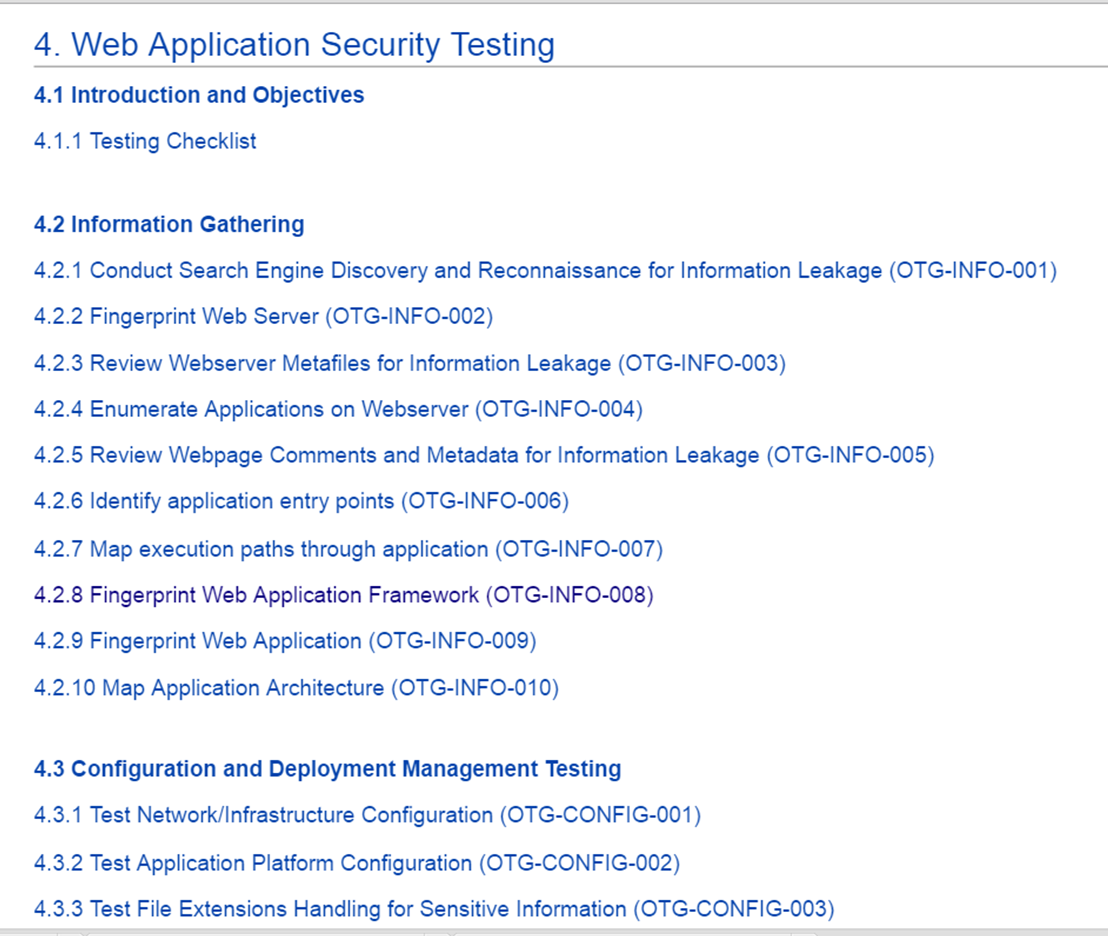 4. Web Application Security Testing
4.1 Introduction and Objectives
4.1.1 Testing Checklist
4.2 Information Gathering
4.2.1 Conduct Search Engine Discovery and Reconnaissance for Information Leakage (OTG-INFO-001)
4.2.2 Fingerprint Web Server (OTG-INFO-002)
4.2.3 Review Webserver Metafiles for Information Leakage (OTG-INFO-003)
4.2.4 Enumerate Applications on Webserver (OTG-INFO-004)
4.2.5 Review Webpage Comments and Metadata for Information Leakage (OTG-INFO-005)
4.2.6 Identify application entry points (OTG-INFO-006)
4.2.7 Map execution paths through application (OTG-INFO-007)
4.2.8 Fingerprint Web Application Framework (OTG-INFO-008)
4.2.9 Fingerprint Web Application (OTG-INFO-009)
4.2.10 Map Application Architecture (OTG-INFO-010)
4.3 Configuration and Deployment Management Testing
4.3.1 Test Network/Infrastructure Configuration (OTG-CONFIG-001)
4.3.2 Test Application Platform Configuration (OTG-CONFIG-002)
4.3.3 Test File Extensions Handling for Sensitive Information (OTG-CONFIG-003)